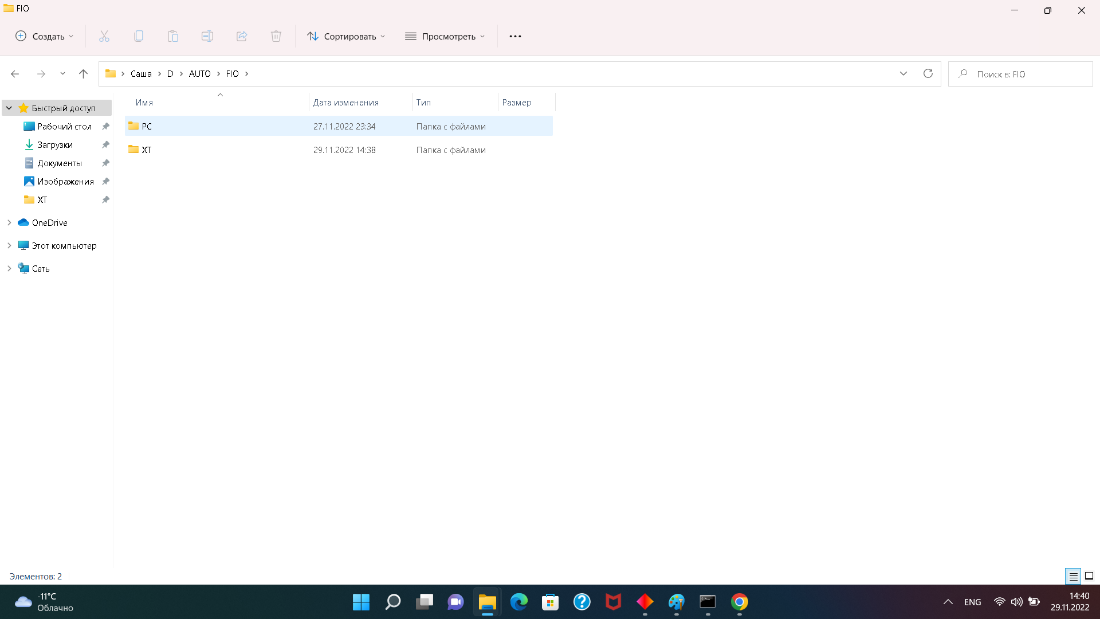 FIO
Создать
Сортировать
Просмотреть
Саша > D > AUTO > FIO >
Поиск в: FIO
Имя Дата изменения Тип Размер
Быстрый доступ
Рабочий стол
Загрузки
Документы
Изображения
XT
OneDrive
Этот компьютер
Сеть
PC 27.11.2022 23:34 Папка с файлами
XT 29.11.2022 14:38 Папка с файлами
Элементов: 2
-11°C
Облачно
ENG
14:40
29.11.2022